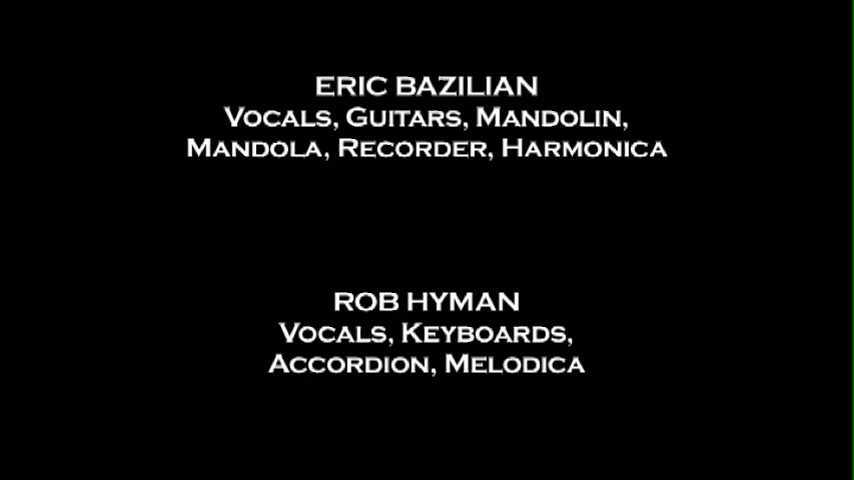 ERIC BAZILIAN
VOCALS, GUITARS, MANDOLIN,
MANDOLA, RECORDER, HARMONICA
ROB HYMAN
VOCALS, KEYBOARDS,
ACCORDION, MELODICA